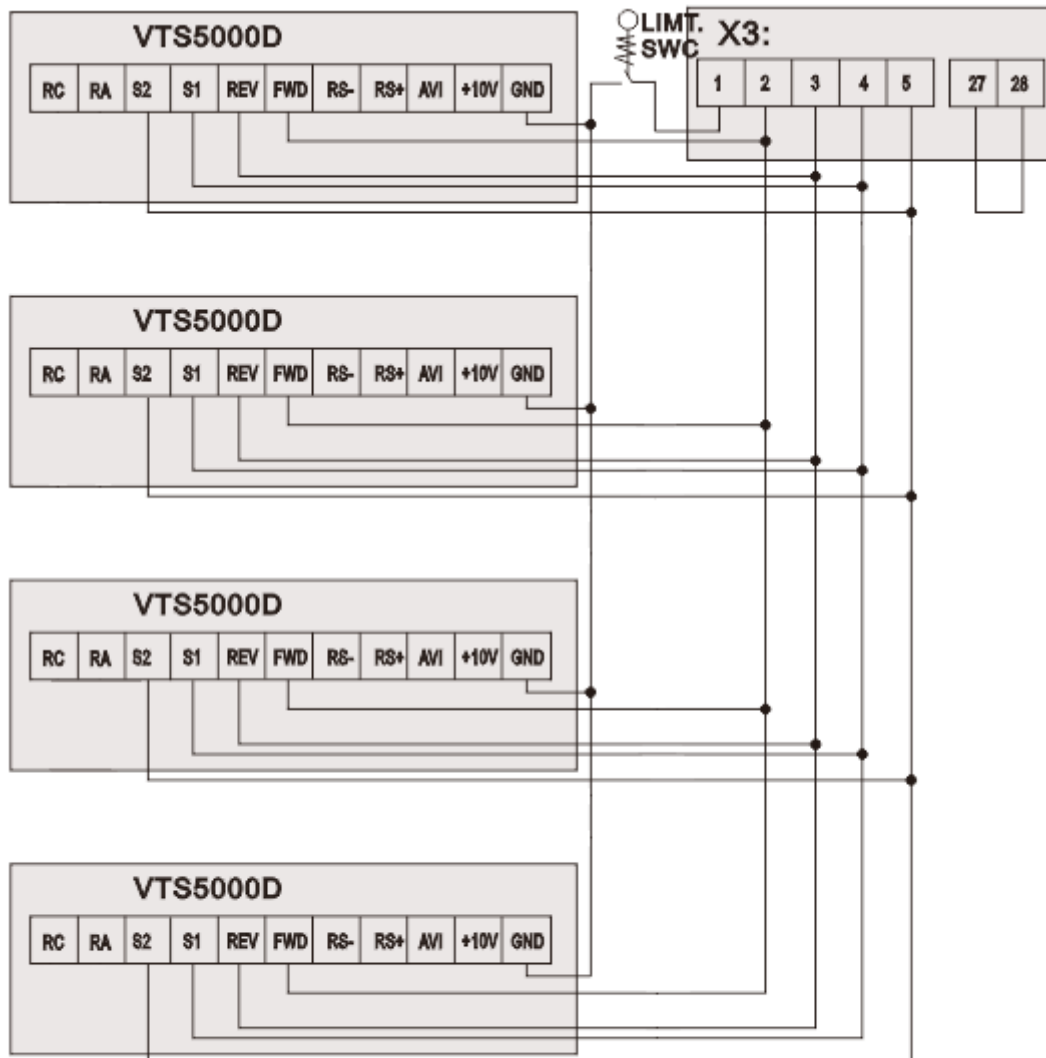 VTS5000D
RC RA S2 S1 REV FWD RS- RS+ AVI +10V GND
LIMT.
SWC
X3:
1 2 3 4 5 27 28
VTS5000D
RC RA S2 S1 REV FWD RS- RS+ AVI +10V GND
VTS5000D
RC RA S2 S1 REV FWD RS- RS+ AVI +10V GND
VTS5000D
RC RA S2 S1 REV FWD RS- RS+ AVI +10V GND